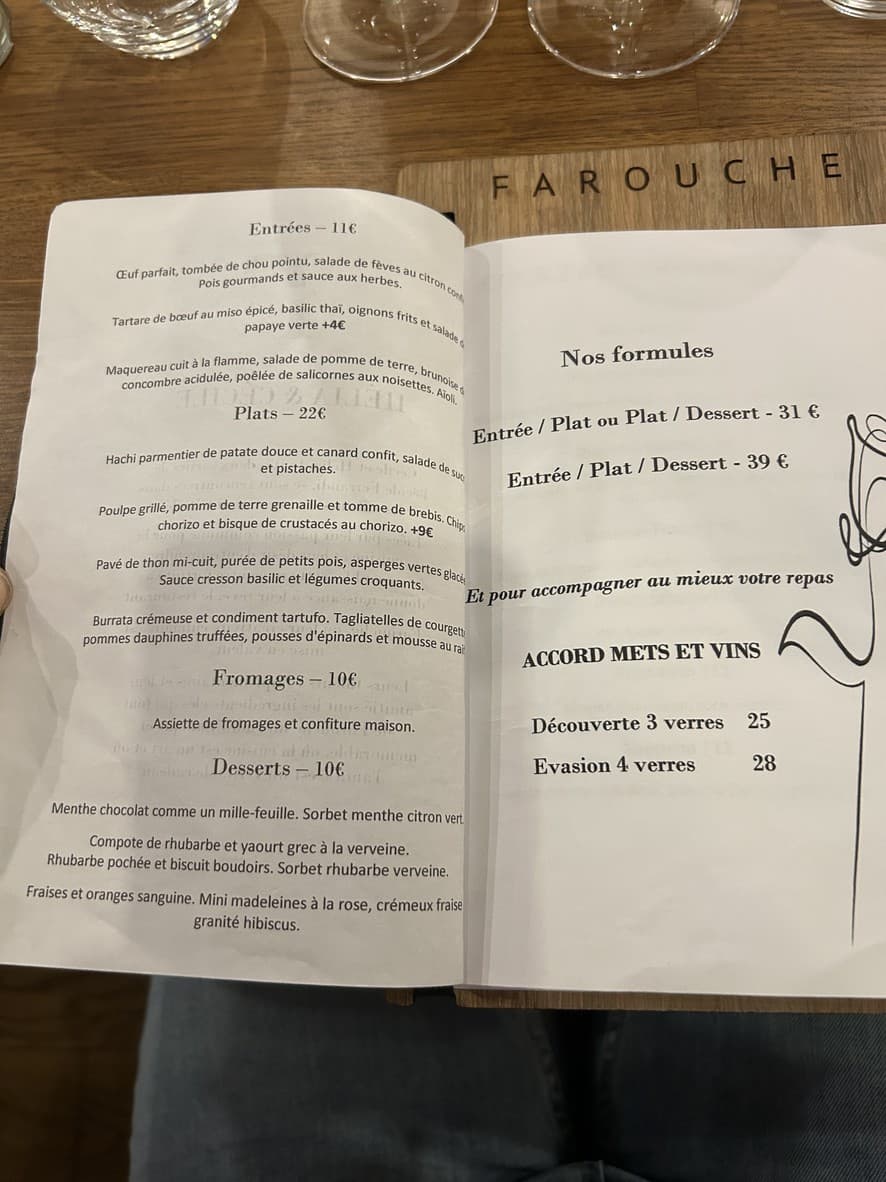 FAROUCHE
Entrées – 11€
Œuf parfait, tombée de chou pointu, salade de fèves au citron
Pois gourmands et sauce aux herbes.
Tartare de bœuf au miso épicé, basilic thaï, oignons frits et salade
papaye verte +4€
Maquereau cuit à la flamme, salade de pomme de terre, brunoise
concombre acidulée, poêlée de salicornes aux noisettes. Aïoli.
Plats – 22€
Hachi parmentier de patate douce et canard confit, salade de
et pistaches.
Poulpe grillé, pomme de terre grenaille et tomme de brebis.
chorizo et bisque de crustacés au chorizo. +9€
Pavé de thon mi-cuit, purée de petits pois, asperges vertes
Sauce cresson basilic et légumes croquants.
Burrata crémeuse et condiment tartufo. Tagliatelles de
pommes dauphines truffées, pousses d'épinards et mousse au
Fromages – 10€
Assiette de fromages et confiture maison.
Desserts – 10€
Menthe chocolat comme un mille-feuille. Sorbet menthe citron vert.
Compote de rhubarbe et yaourt grec à la verveine.
Rhubarbe pochée et biscuit boudoirs. Sorbet rhubarbe verveine.
Fraises et oranges sanguine. Mini madeleines à la rose, crémeux fraise
granité hibiscus.
Nos formules
Entrée / Plat ou Plat / Dessert - 31 €
Entrée / Plat / Dessert - 39 €
Et pour accompagner au mieux votre repas
ACCORD METS ET VINS
Découverte 3 verres 25
Evasion 4 verres 28